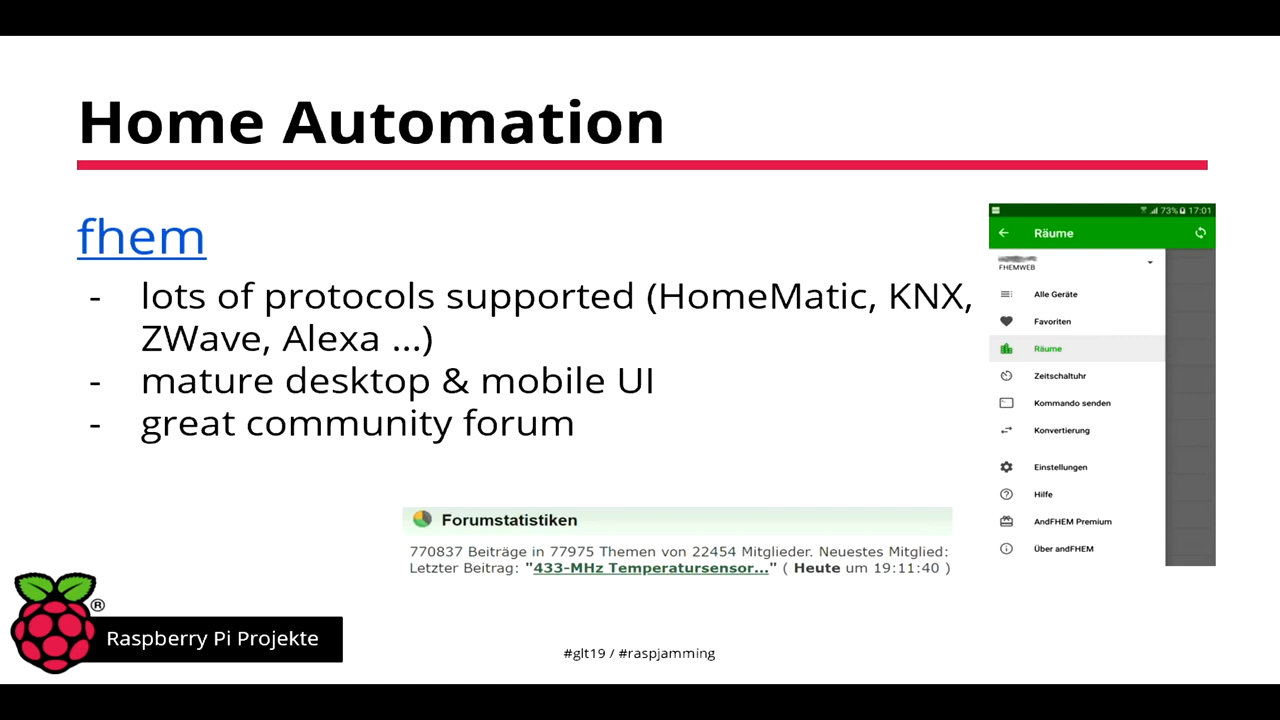 Home Automation
fhem
- lots of protocols supported (HomeMatic, KNX,
ZWave, Alexa ...)
- mature desktop & mobile UI
- great community forum
73% 17:01
Räume
FHEMWEB
Alle Geräte
Favoriten
Räume
Zeitschaltuhr
Kommando senden
Konvertierung
Einstellungen
Hilfe
AndFHEM Premium
Über andFHEM
Forumstatistiken
770837 Beiträge in 77975 Themen von 22454 Mitglieder. Neuestes Mitglied:
Letzter Beitrag: "433-MHz Temperatursensor..." ( Heute um 19:11:40 )
®
Raspberry Pi Projekte
#glt19 / #raspjamming